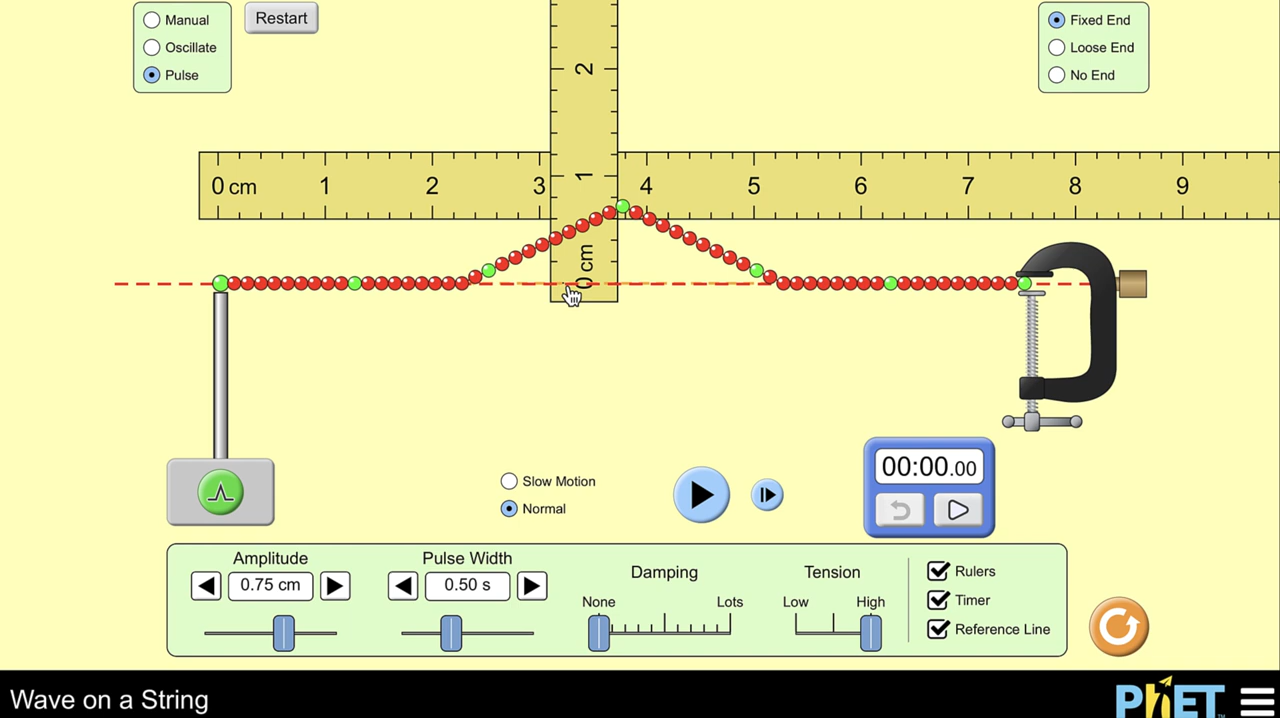 Manual
Oscillate
Pulse
Restart
Fixed End
Loose End
No End
2
1
0 cm
0 cm 1 2 3 4 5 6 7 8 9
Slow Motion
Normal
00:00.00
Amplitude
0.75 cm
Pulse Width
0.50 s
Damping
None Lots
Tension
Low High
Rulers
Timer
Reference Line
Wave on a String
PhET